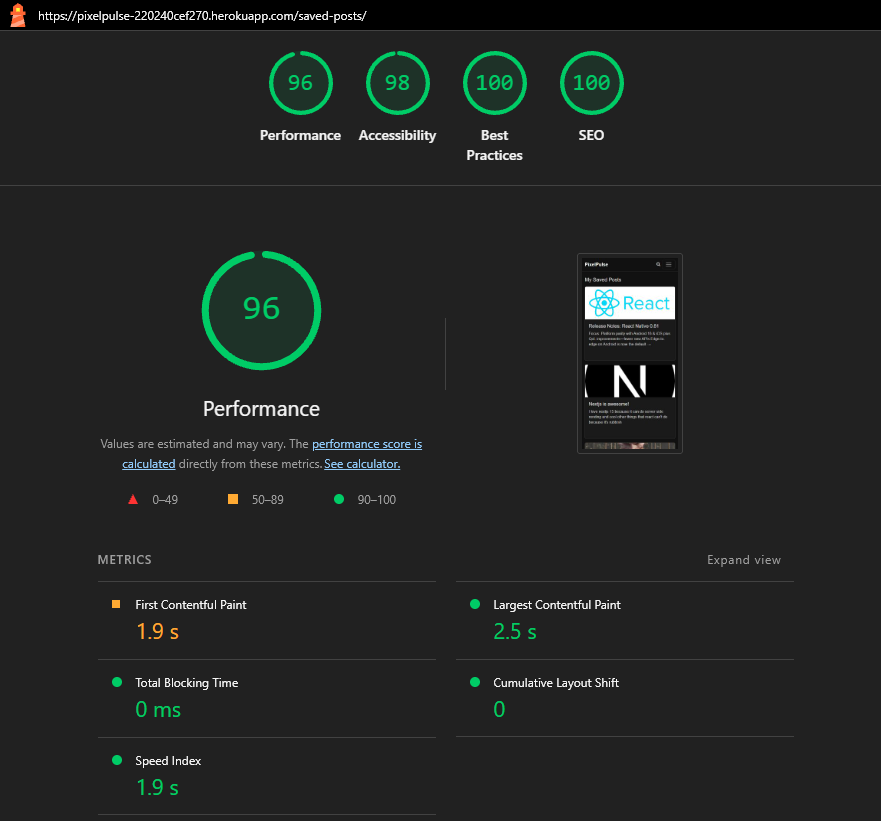 https://pixelpulse-220240cef270.herokuapp.com/saved-posts/
96
98
100
100
Performance
Accessibility
Best
Practices
SEO
96
Performance
Values are estimated and may vary. The performance score is
calculated directly from these metrics. See calculator.
0–49
50–89
90–100
PixelPulse
My Saved Posts
React
Release Notes: React Native 0.81
N
Nextjs is awesome!
METRICS
Expand view
First Contentful Paint
1.9 s
Largest Contentful Paint
2.5 s
Total Blocking Time
0 ms
Cumulative Layout Shift
0
Speed Index
1.9 s